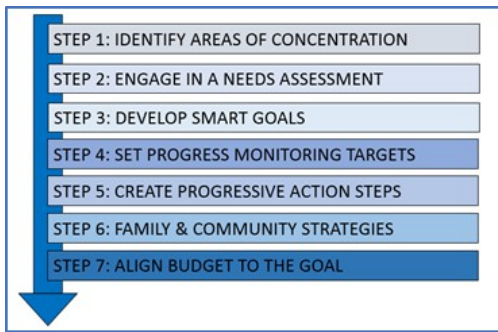 STEP 1: IDENTIFY AREAS OF CONCENTRATION
STEP 2: ENGAGE IN A NEEDS ASSESSMENT
STEP 3: DEVELOP SMART GOALS
STEP 4: SET PROGRESS MONITORING TARGETS
STEP 5: CREATE PROGRESSIVE ACTION STEPS
STEP 6: FAMILY & COMMUNITY STRATEGIES
STEP 7: ALIGN BUDGET TO THE GOAL